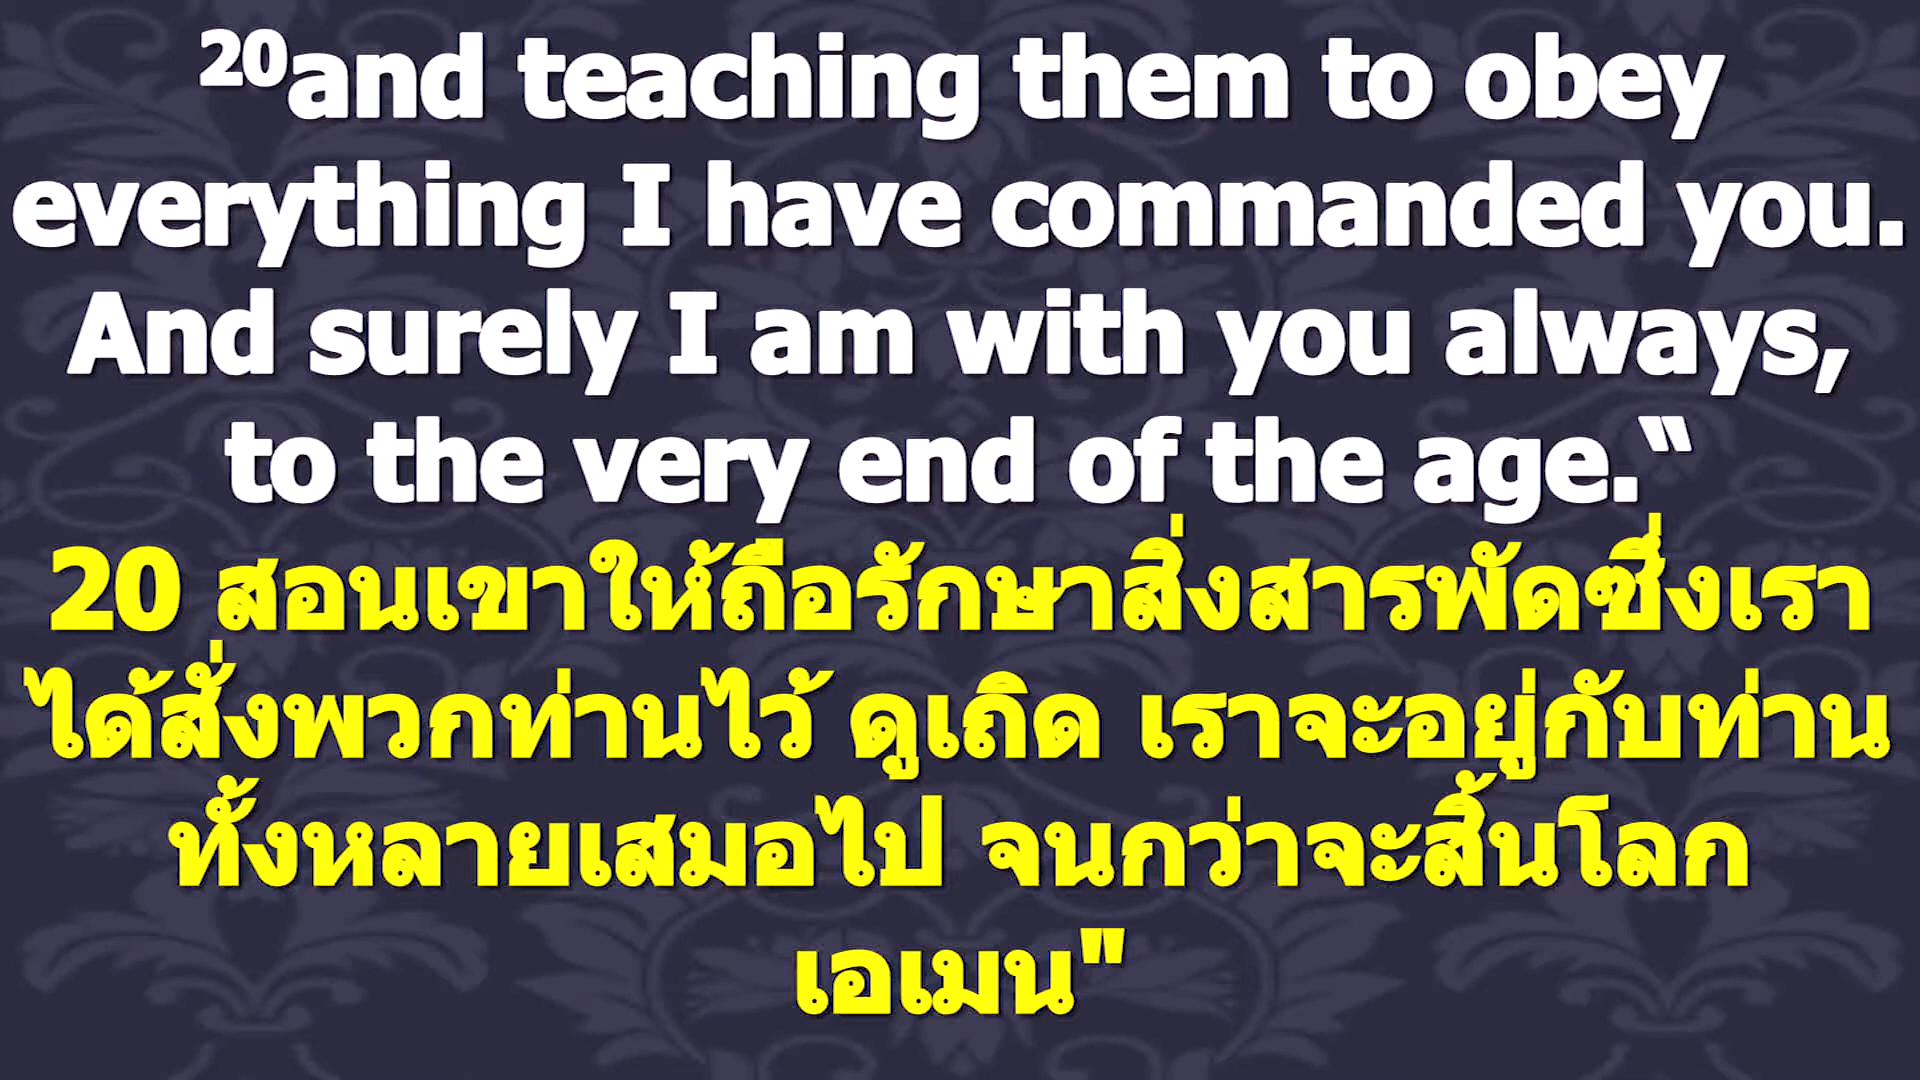 20and teaching them to obey
everything I have commanded you.
And surely I am with you always,
to the very end of the age.“
20 สอนเขาให้ถือรักษาสิ่งสารพัดซึ่งเรา
ได้สั่งพวกท่านไว้ ดูเถิด เราจะอยู่กับท่าน
ทั้งหลายเสมอไป จนกว่าจะสิ้นโลก
เอเมน"